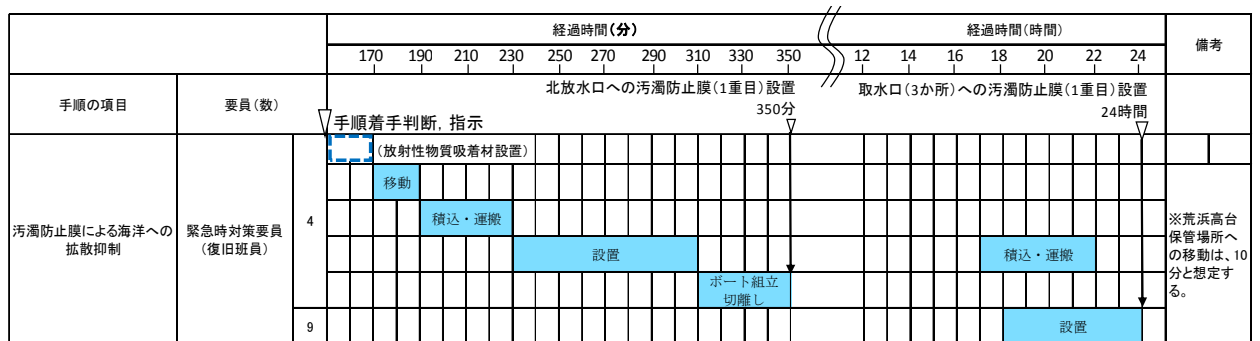 経過時間(分)
経過時間(時間)
備考
170 190 210 230 250 270 290 310 330 350
12 14 16 18 20 22 24
手順の項目
要員(数)
北放水口への汚濁防止膜(1重目)設置
350分
取水口(3か所)への汚濁防止膜(1重目)設置
24時間
手順着手判断, 指示
(放射性物質吸着材設置)
移動
汚濁防止膜による海洋への
拡散抑制
緊急時対策要員
(復旧班員)
4
積込・運搬
設置
積込・運搬
ボート組立
切離し
9
設置
※荒浜高台
保管場所へ
の移動は、10
分と想定す
る。